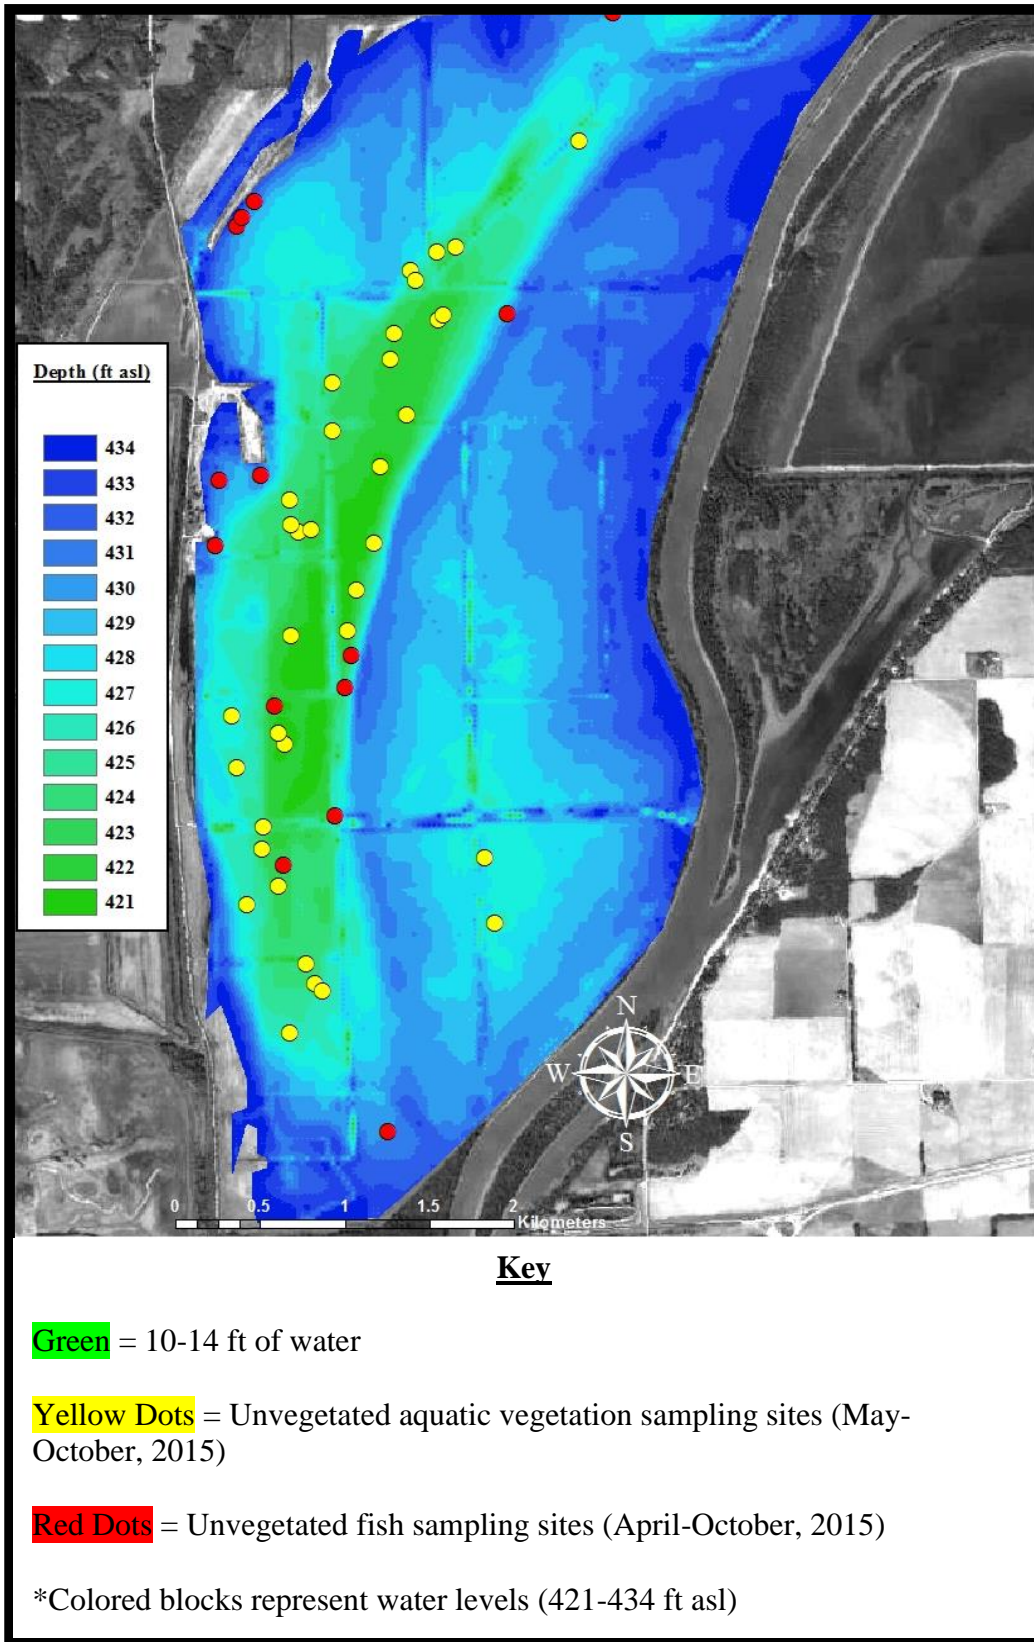 Depth (ft asl)
434
433
432
431
430
429
428
427
426
425
424
423
422
421
N
W E
S
0 0.5 1 1.5 2
Kilometers
Key
Green = 10-14 ft of water
Yellow Dots = Unvegetated aquatic vegetation sampling sites (May-
October, 2015)
Red Dots = Unvegetated fish sampling sites (April-October, 2015)
*Colored blocks represent water levels (421-434 ft asl)